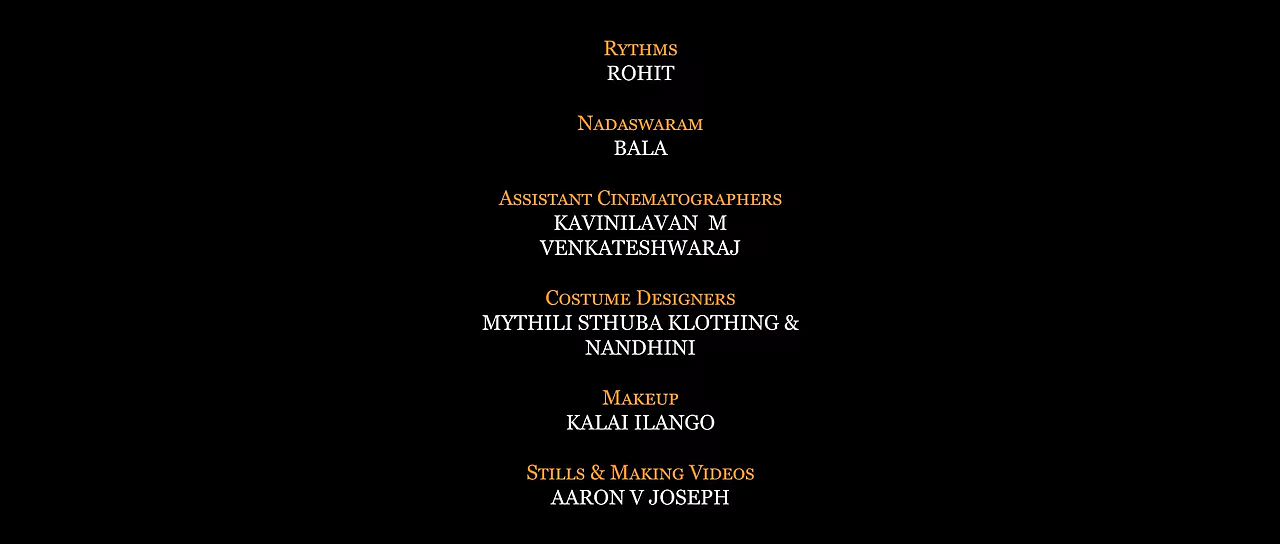 Rythms
ROHIT
Nadaswaram
BALA
Assistant Cinematographers
KAVINILAVAN  M
VENKATESHWARAJ
Costume Designers
MYTHILI STHUBA KLOTHING &
NANDHINI
Makeup
KALAI ILANGO
Stills & Making Videos
AARON V JOSEPH